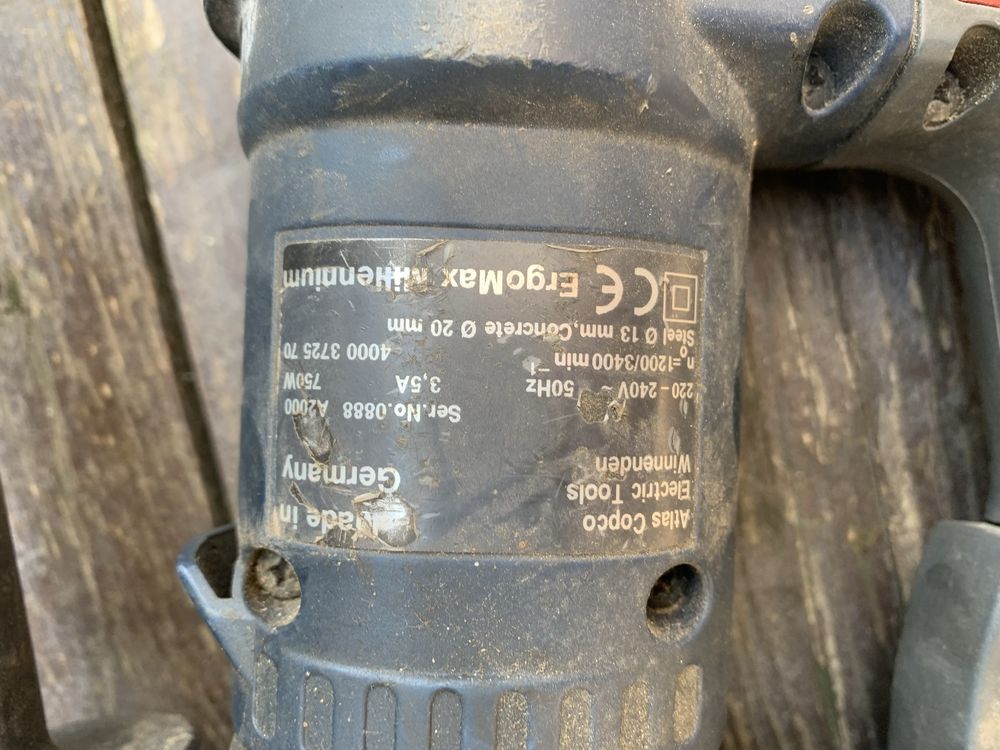 Atlas Copco
Electric Tools
Winnenden
Made in
Germany
Ser.No.0888 A2000
220 – 240V ~ 50Hz 3,5A 750W
n₀=1200/3400 min⁻¹ 4000 3725 70
Steel Ø 13 mm,Concrete Ø 20 mm
CE ErgoMax Millennium